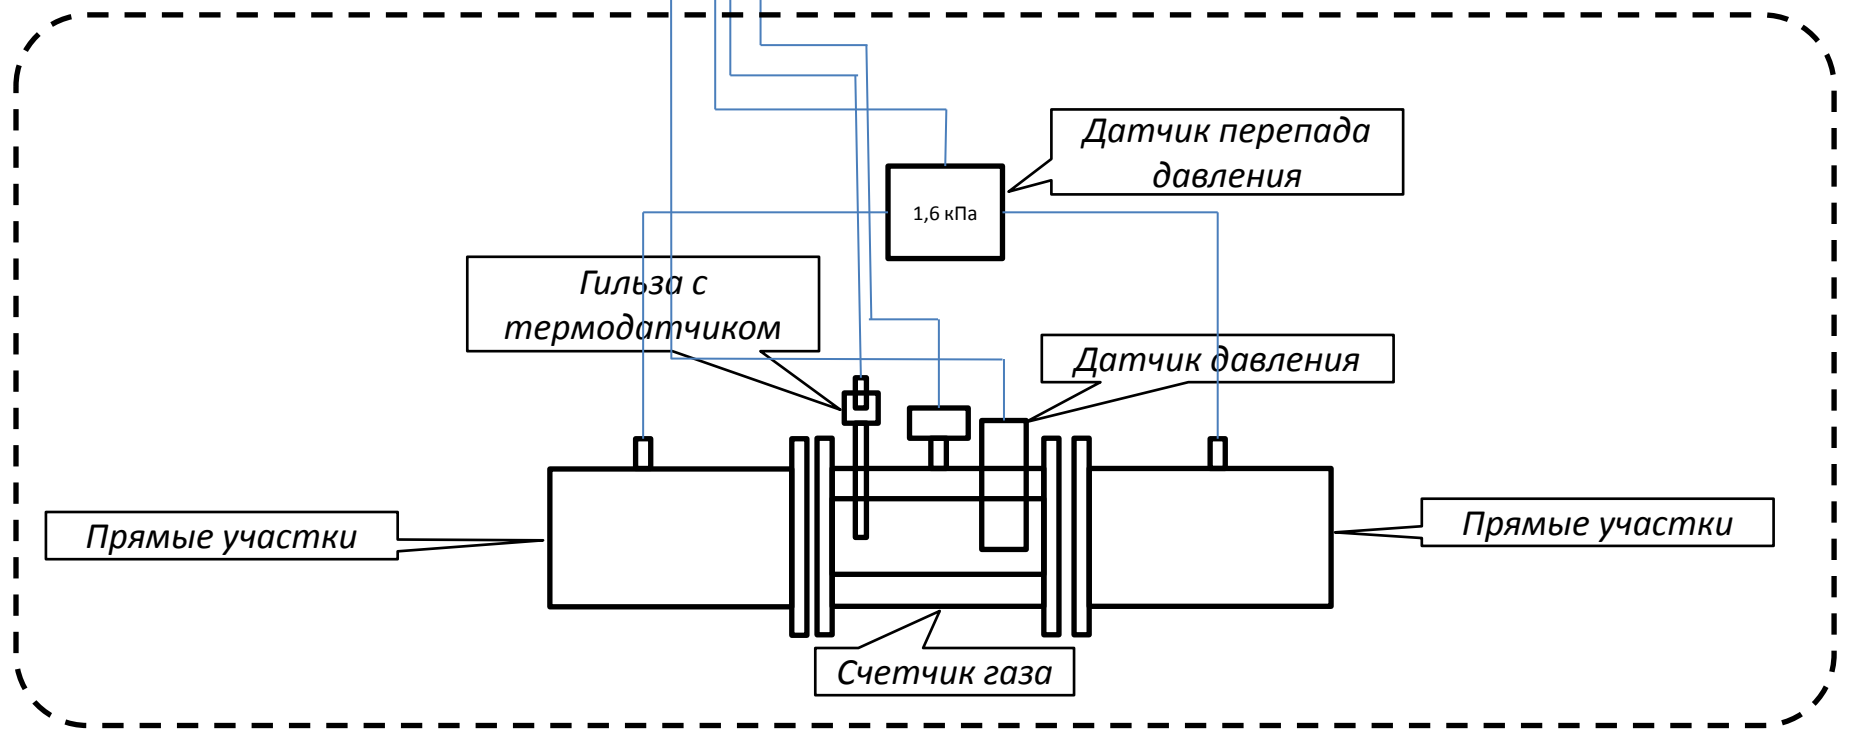 Датчик перепада
давления
1,6 кПа
Гильза с
термодатчиком
Датчик давления
Прямые участки
Прямые участки
Счетчик газа